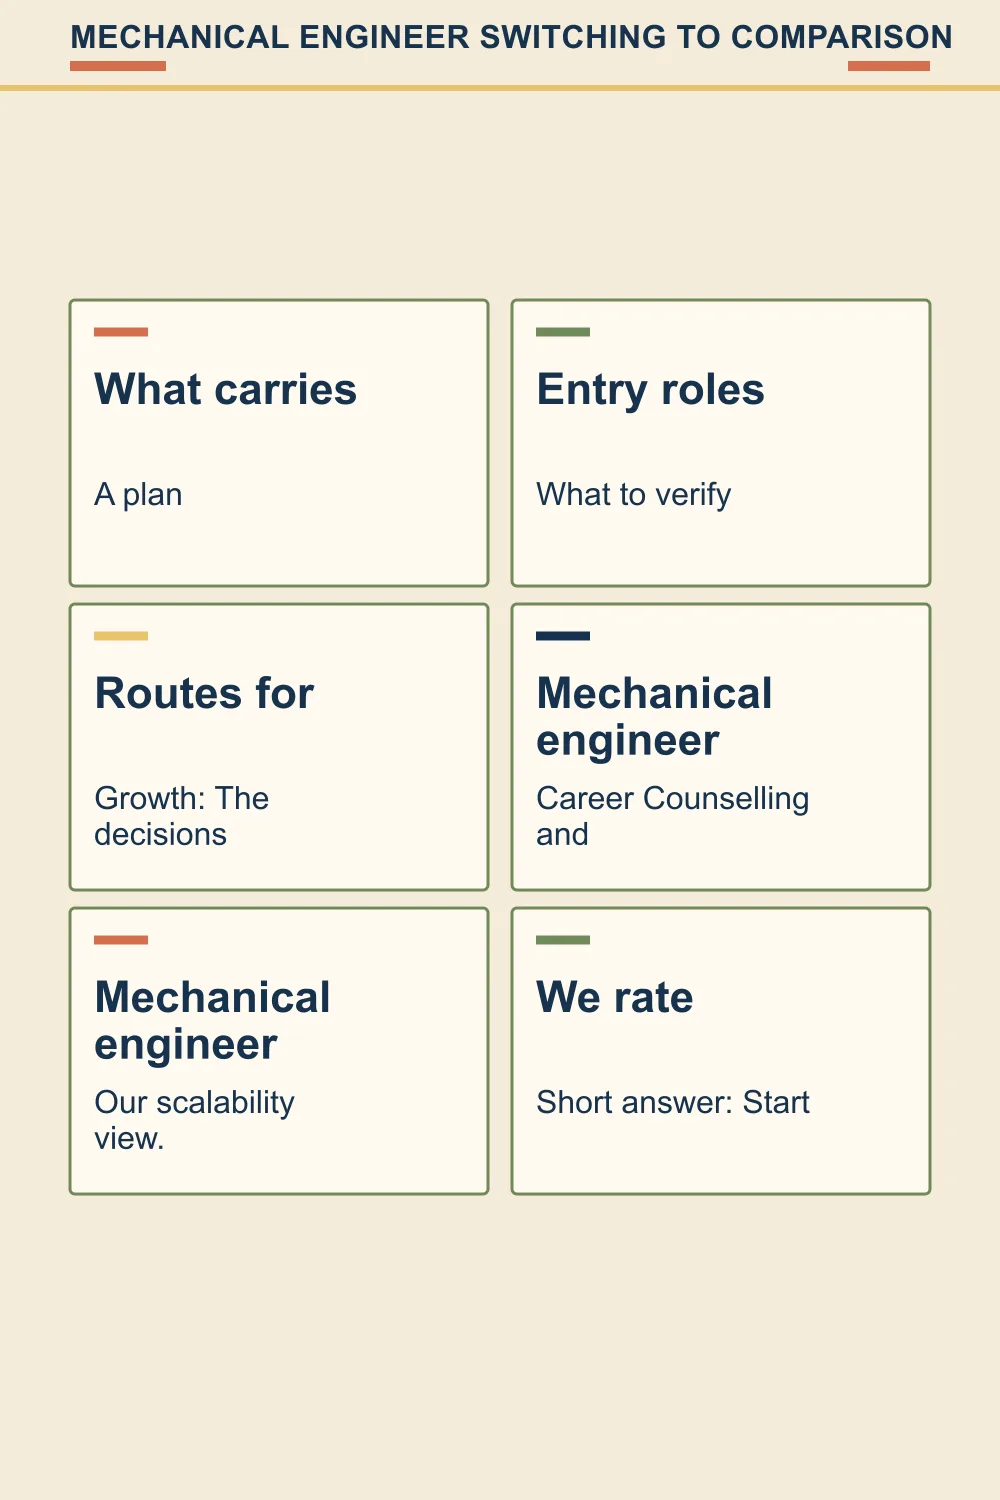 MECHANICAL ENGINEER SWITCHING TO COMPARISON
What carries
A plan
Entry roles
What to verify
Routes for
Growth: The
decisions
Mechanical
engineer
Career Counselling
and
Mechanical
engineer
Our scalability
view.
We rate
Short answer: Start